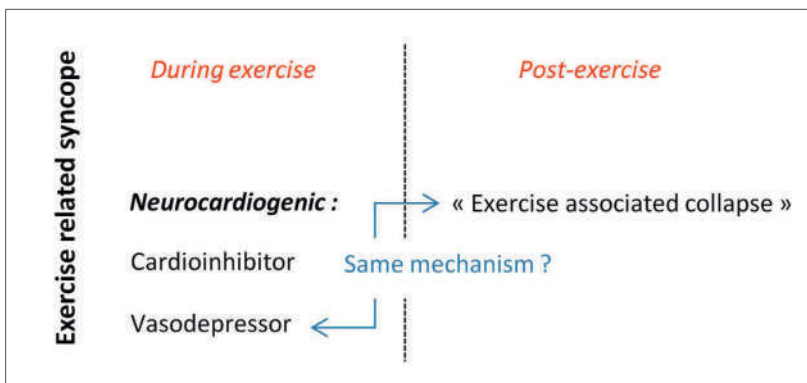 Exercise related syncope
During exercise
Post-exercise
Neurocardiogenic :
« Exercise associated collapse »
Cardioinhibitor
Same mechanism ?
Vasodepressor